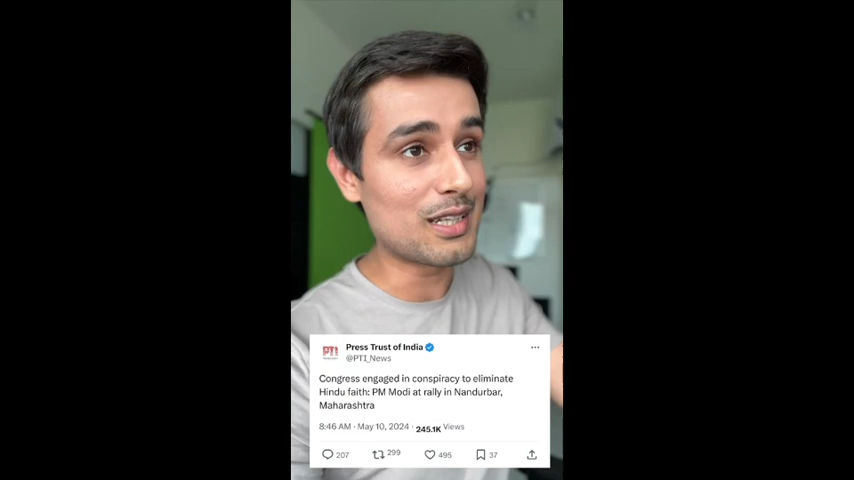 PTI
Press Trust of India
@PTI_News
Congress engaged in conspiracy to eliminate
Hindu faith: PM Modi at rally in Nandurbar,
Maharashtra
8:46 AM · May 10, 2024 · 245.1K Views
207 299 495 37